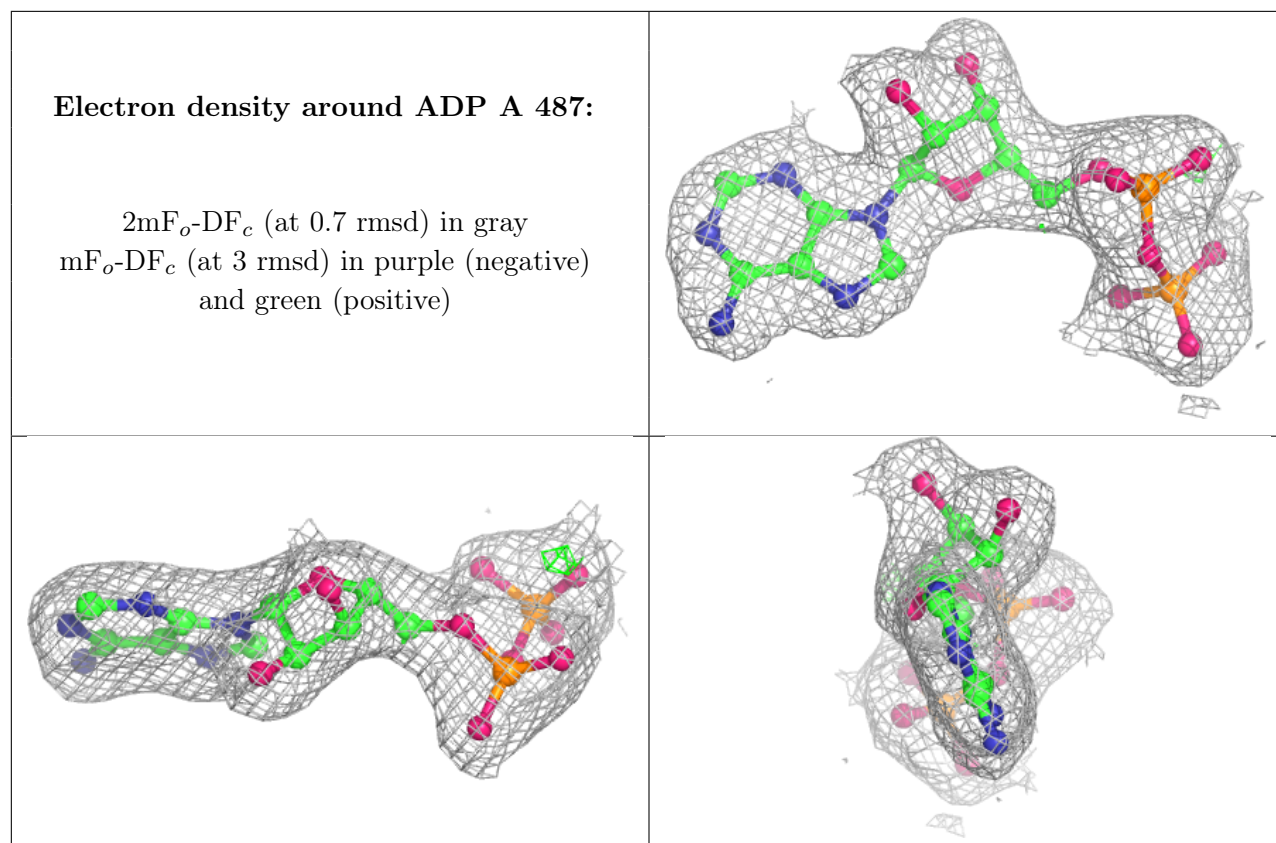 Electron density around ADP A 487:
2mFo-DFc (at 0.7 rmsd) in gray
mFo-DFc (at 3 rmsd) in purple (negative)
and green (positive)